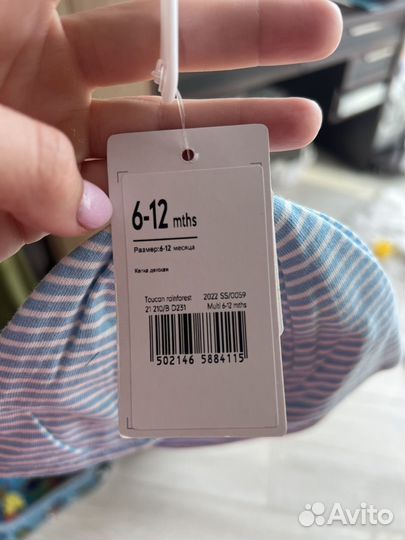 6-12 mths
Размер:6-12 месяца
Кепка детская
Toucan rainforest 2022 SS/0059
21 210/B D231 Multi 6-12 mths
502146 5884115
Avito